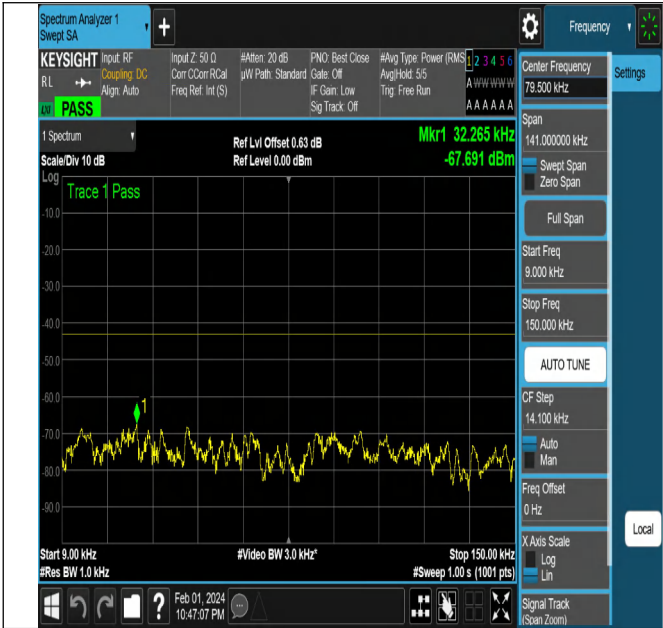 Spectrum Analyzer 1
Swept SA
+
Frequency
KEYSIGHT
RL
Input: RF
Coupling: DC
Align: Auto
Input Z: 50 Ω
Corr CCorr RCal
Freq Ref: Int (S)
#Atten: 20 dB
µW Path: Standard
PNO: Best Close
Gate: Off
IF Gain: Low
Sig Track: Off
#Avg Type: Power (RMS
Avg|Hold: 5/5
Trig: Free Run
1 2 3 4 5 6
A W W W W W
A A A A A A
LXI
PASS
1 Spectrum
Scale/Div 10 dB
Ref Lvl Offset 0.63 dB
Ref Level 0.00 dBm
Mkr1 32.265 kHz
-67.691 dBm
Log
Trace 1 Pass
-10.0
-20.0
-30.0
-40.0
-50.0
-60.0
-70.0
-80.0
-90.0
1
Start 9.00 kHz
#Res BW 1.0 kHz
#Video BW 3.0 kHz*
Stop 150.00 kHz
#Sweep 1.00 s (1001 pts)
?
Feb 01, 2024
10:47:07 PM
Center Frequency
79.500 kHz
Settings
Span
141.000000 kHz
Swept Span
Zero Span
Full Span
Start Freq
9.000 kHz
Stop Freq
150.000 kHz
AUTO TUNE
CF Step
14.100 kHz
Auto
Man
Freq Offset
0 Hz
X Axis Scale
Log
Lin
Local
Signal Track
(Span Zoom)